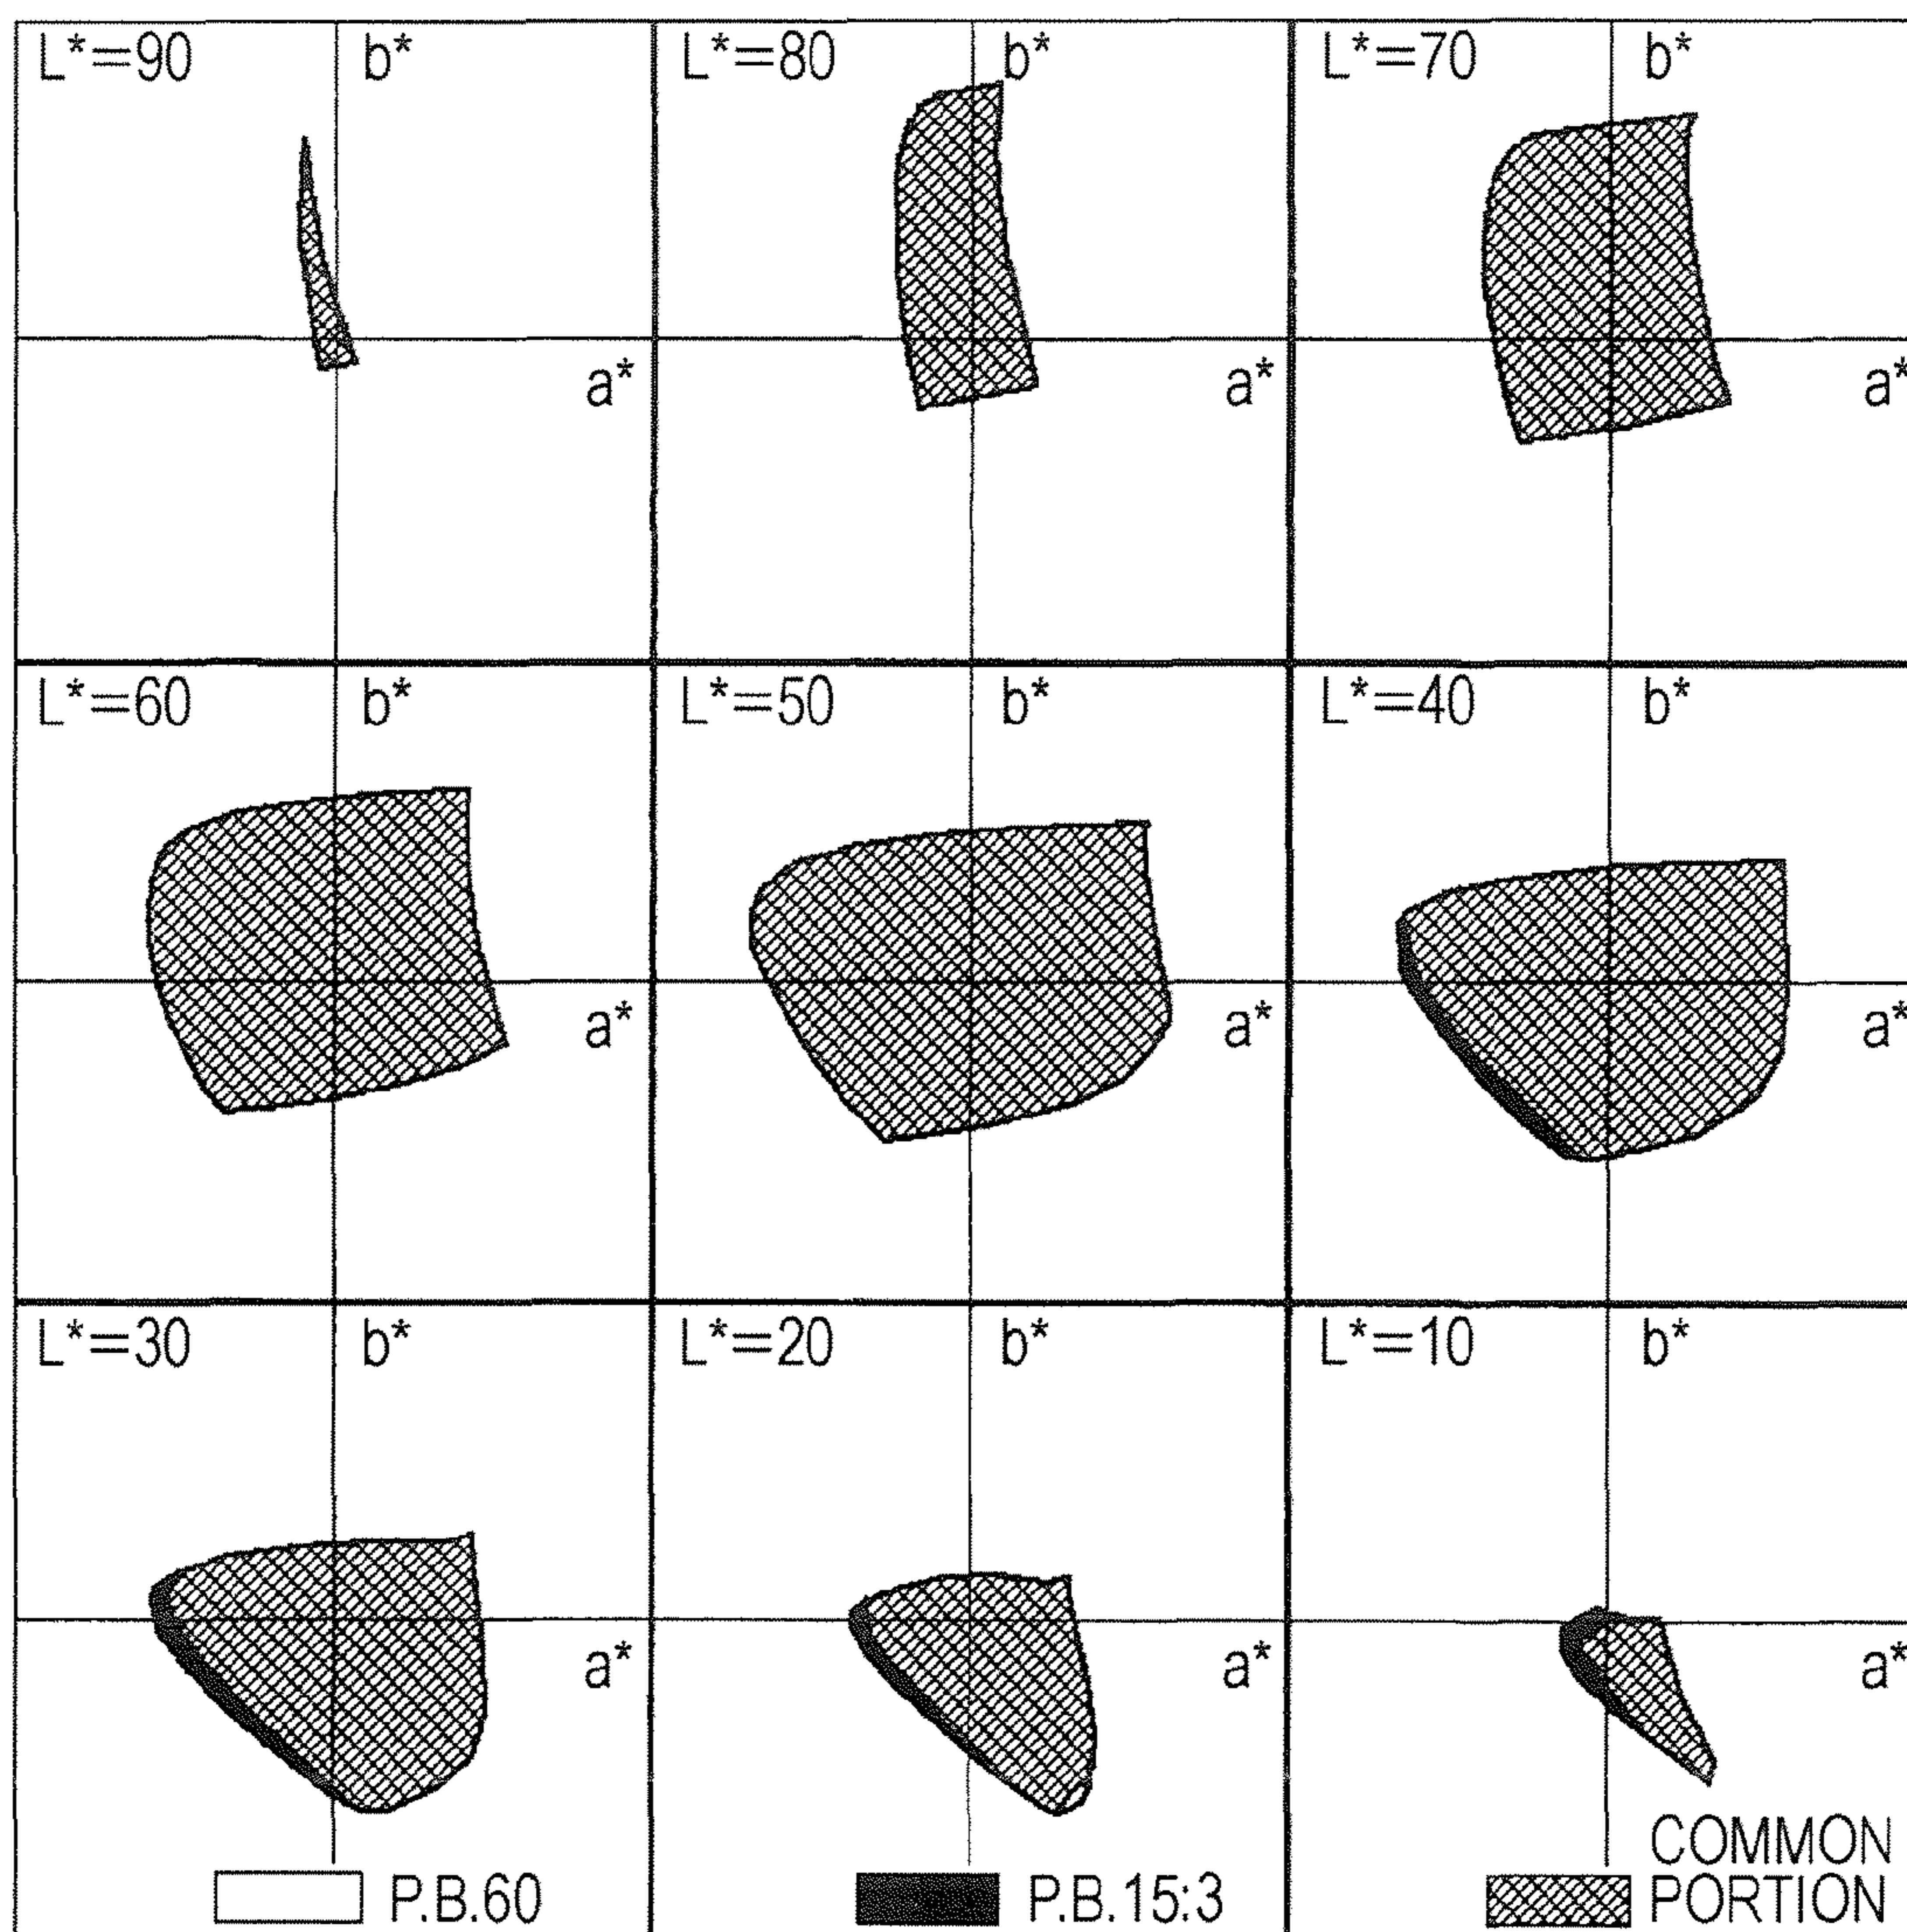 L*=90 b*
a*
L*=80 b*
a*
L*=70 b*
a*
L*=60 b*
a*
L*=50 b*
a*
L*=40 b*
a*
L*=30 b*
a*
L*=20 b*
a*
L*=10 b*
a*
P.B.60
P.B.15:3
COMMON
PORTION